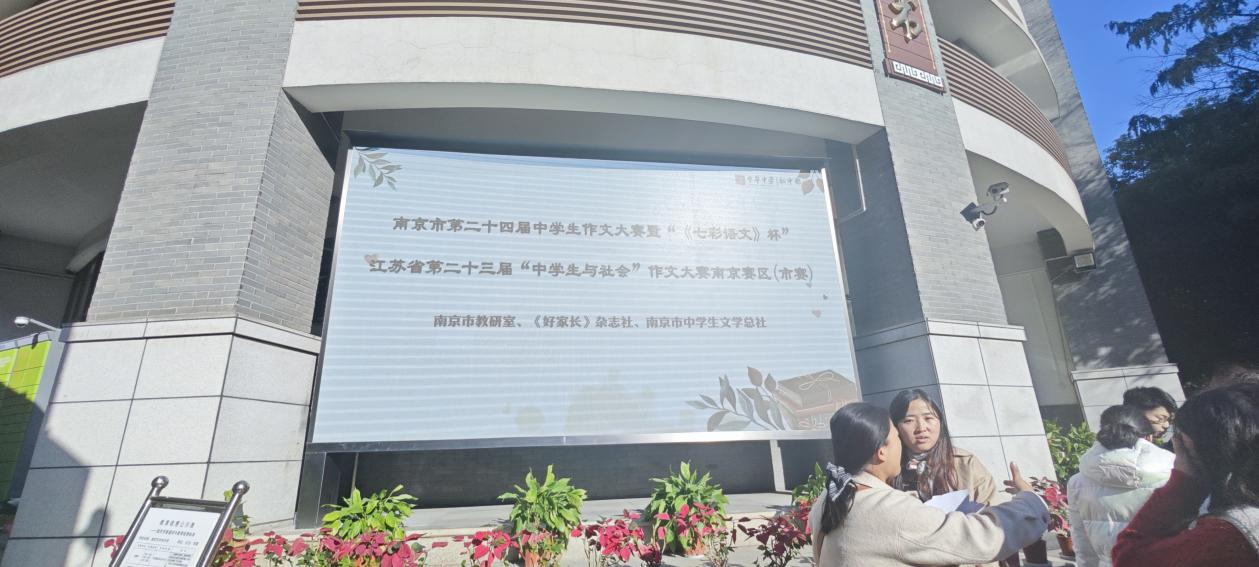 南京市第二十四届中学生作文大赛暨“《七彩语文》杯”
江苏省第二十三届“中学生与社会”作文大赛南京赛区(市赛)
南京市教研室、《好家长》杂志社、南京市中学生文学总社